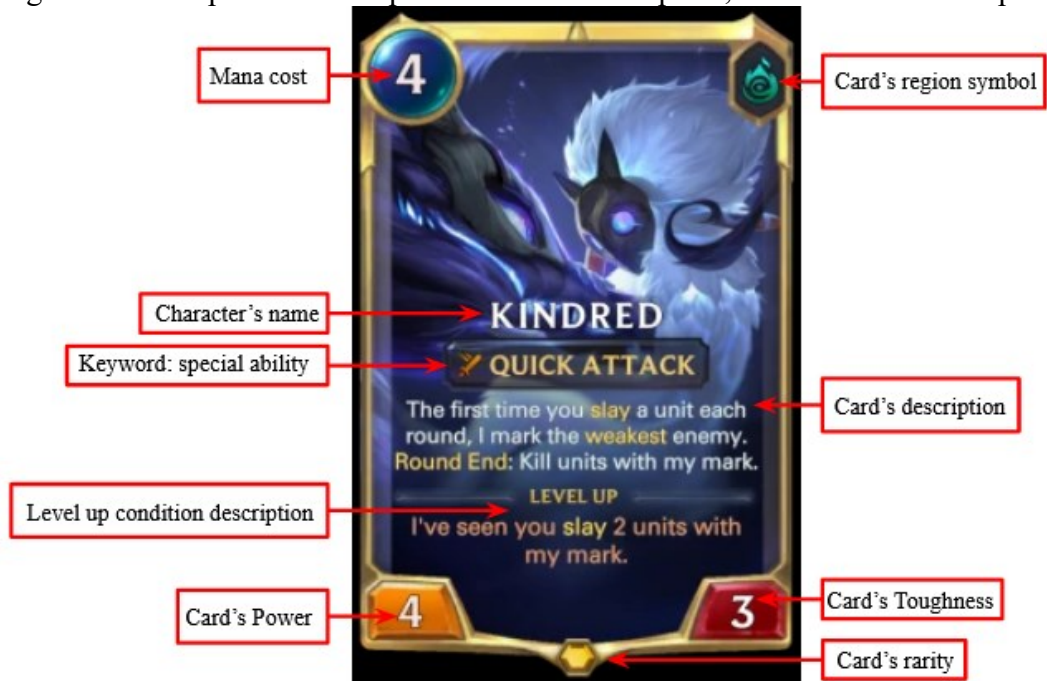 Mana cost
4
Card's region symbol
Character's name
KINDRED
Keyword: special ability
QUICK ATTACK
The first time you slay a unit each
round, I mark the weakest enemy.
Round End: Kill units with my mark.
Card's description
LEVEL UP
Level up condition description
I've seen you slay 2 units with
my mark.
Card's Power
4
3
Card's Toughness
Card's rarity